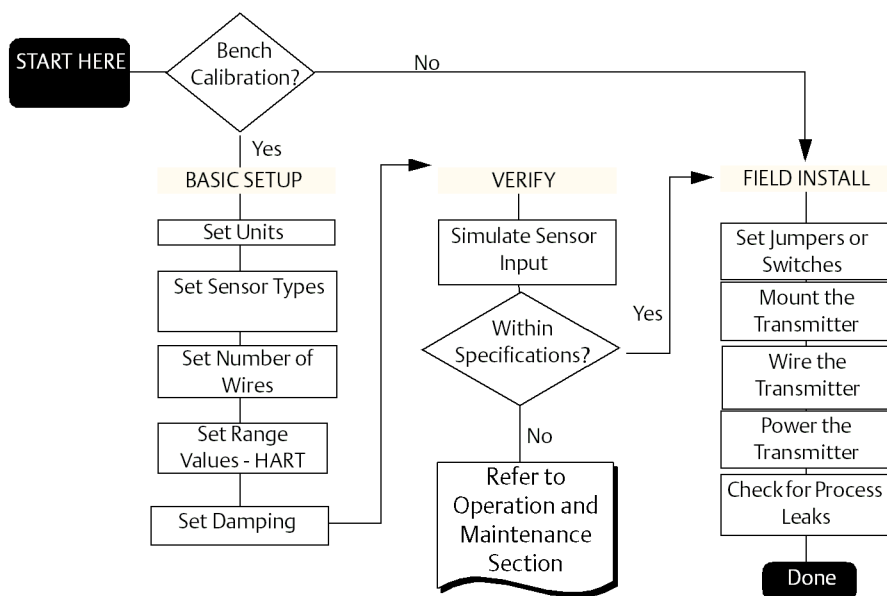 START HERE
Bench
Calibration?
No
Yes
BASIC SETUP
Set Units
Set Sensor Types
Set Number of
Wires
Set Range
Values - HART
Set Damping
VERIFY
Simulate Sensor
Input
Within
Specifications?
Yes
No
Refer to
Operation and
Maintenance
Section
FIELD INSTALL
Set Jumpers or
Switches
Mount the
Transmitter
Wire the
Transmitter
Power the
Transmitter
Check for Process
Leaks
Done